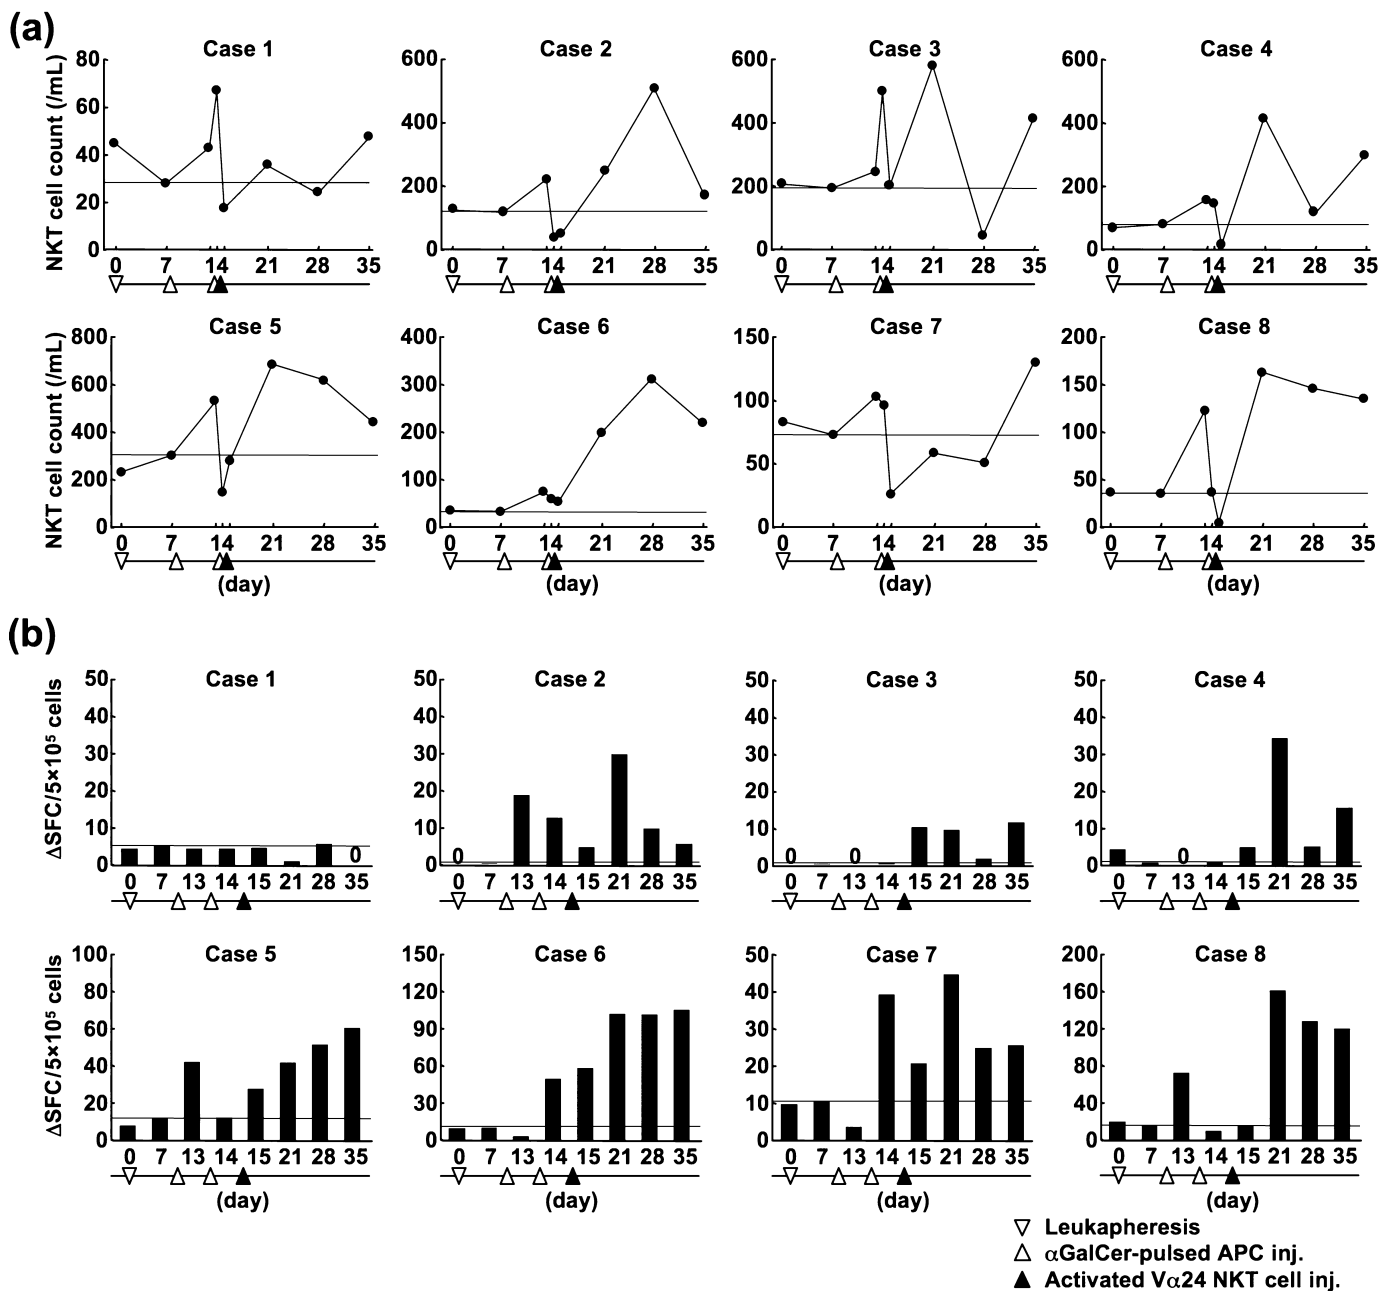 (a)
Case 1 Case 2 Case 3 Case 4
NKT cell count (/mL)
80 600 600 600
60 400 400 400
40 200 200 200
20 0 0 0
0
0 7 14 21 28 35 0 7 14 21 28 35 0 7 14 21 28 35 0 7 14 21 28 35
Case 5 Case 6 Case 7 Case 8
NKT cell count (/mL)
800 400 150 200
600 300 100 150
400 200 50 100
200 100 0 50
0 0 0
0 7 14 21 28 35 0 7 14 21 28 35 0 7 14 21 28 35 0 7 14 21 28 35
(day) (day) (day)
(b)
Case 1 Case 2 Case 3 Case 4
ΔSFC/5×10⁵ cells
50 50 50 50
40 40 40 40
30 30 30 30
20 20 20 20
10 10 10 10
0 0 0 0
0 0 0 0 0
0 7 13 14 15 21 28 35 0 7 13 14 15 21 28 35 0 7 13 14 15 21 28 35 0 7 13 14 15 21 28 35
Case 5 Case 6 Case 7 Case 8
ΔSFC/5×10⁵ cells
100 150 50 200
80 120 40 160
60 90 30 120
40 60 20 80
20 30 10 40
0 0 0 0
0 7 13 14 15 21 28 35 0 7 13 14 15 21 28 35 0 7 13 14 15 21 28 35 0 7 13 14 15 21 28 35
(day) (day) (day)
Leukapheresis
αGalCer-pulsed APC inj.
Activated Vα24 NKT cell inj.